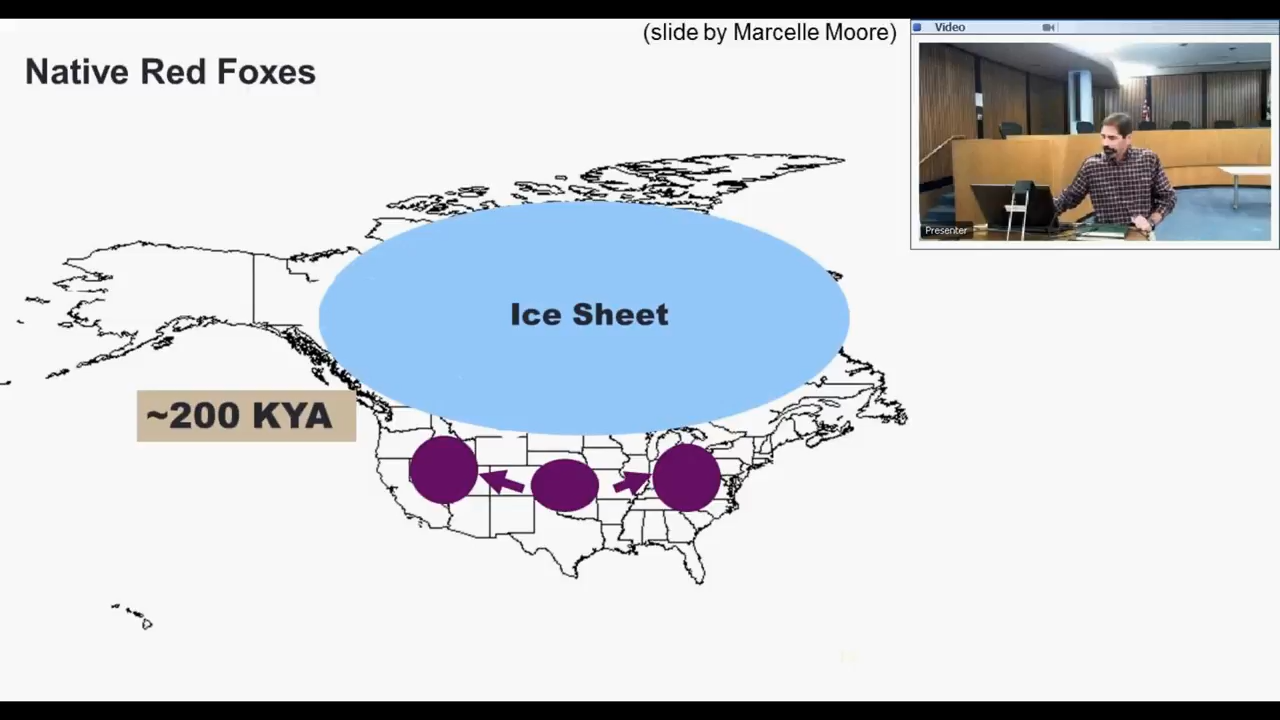 (slide by Marcelle Moore)
Video
Native Red Foxes
Presenter
Ice Sheet
~200 KYA